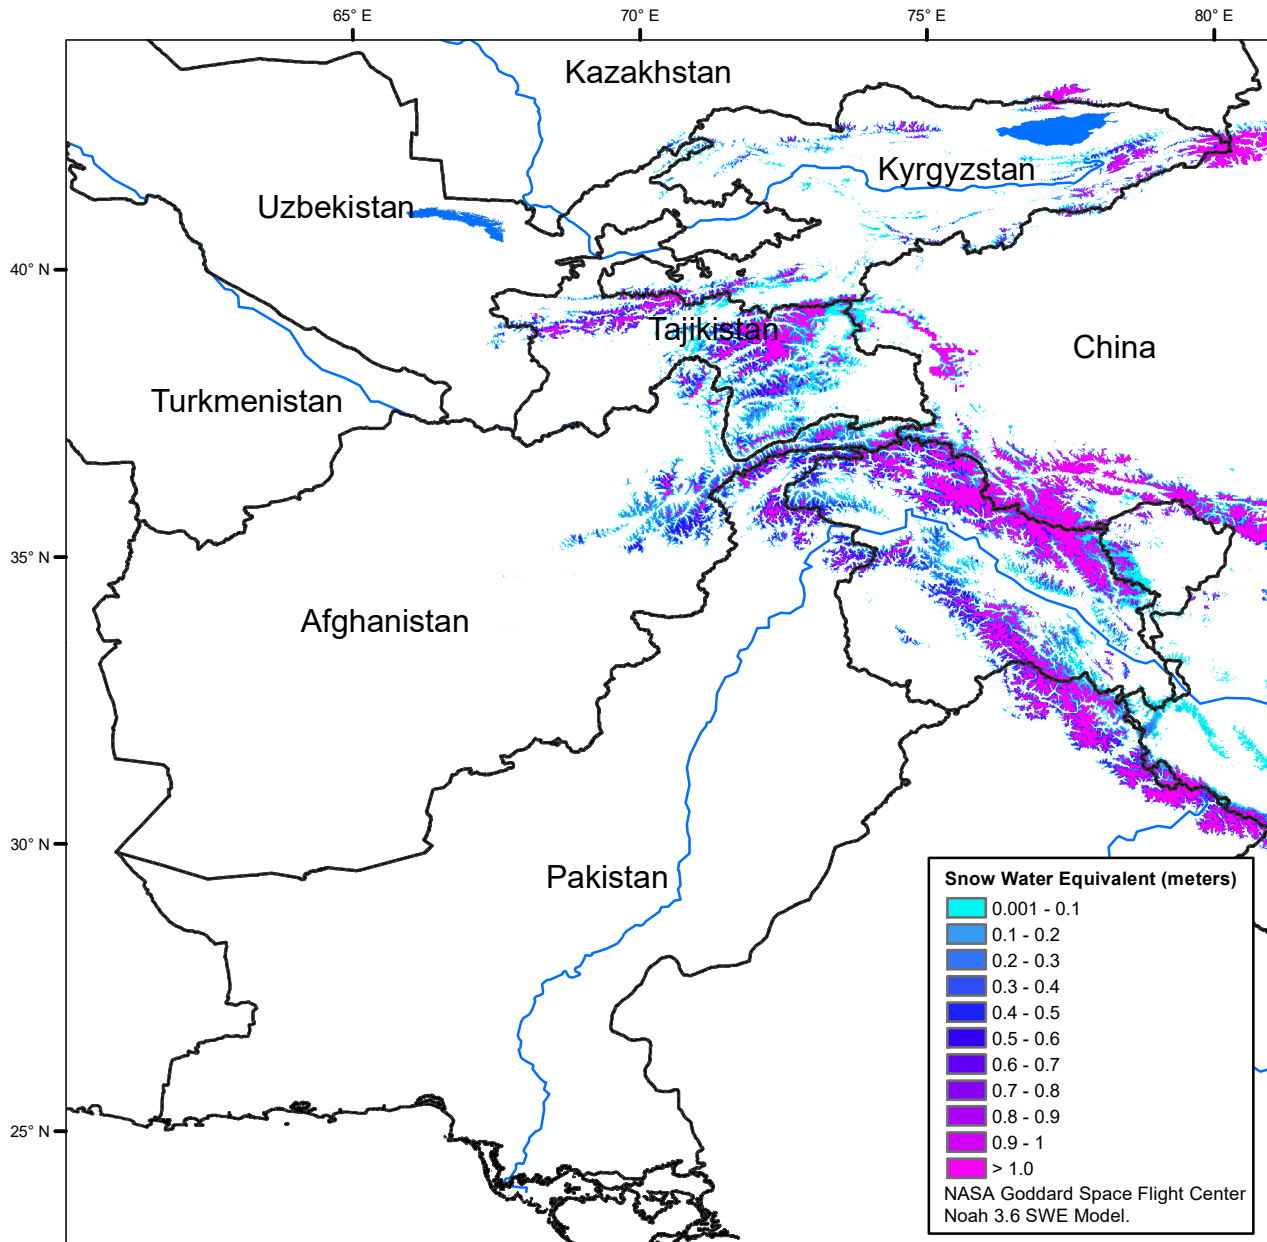 65° E
70° E
75° E
80° E
Kazakhstan
Kyrgyzstan
Uzbekistan
40° N
Tajikistan
China
Turkmenistan
35° N
Afghanistan
30° N
Pakistan
25° N
Snow Water Equivalent (meters)
0.001 - 0.1
0.1 - 0.2
0.2 - 0.3
0.3 - 0.4
0.4 - 0.5
0.5 - 0.6
0.6 - 0.7
0.7 - 0.8
0.8 - 0.9
0.9 - 1
> 1.0
NASA Goddard Space Flight Center
Noah 3.6 SWE Model.